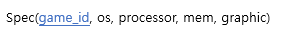 Spec(game_id, os, processor, mem, graphic)